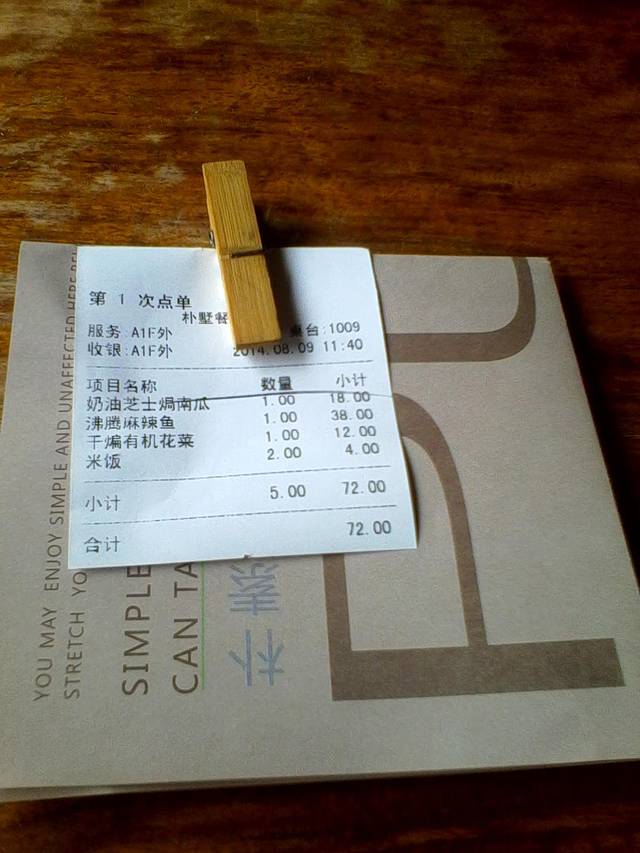 第 1 次点单
朴墅餐
服务:A1F外 桌台:1009
收银:A1F外 2014.08.09 11:40
项目名称 数量 小计
奶油芝士焗南瓜 1.00 18.00
沸腾麻辣鱼 1.00 38.00
干煸有机花菜 1.00 12.00
米饭 2.00 4.00
小计 5.00 72.00
合计 72.00
YOU MAY ENJOY SIMPLE AND UNAFFECTED HERE
STRETCH YO
SIMPLE
CAN TA
朴墅